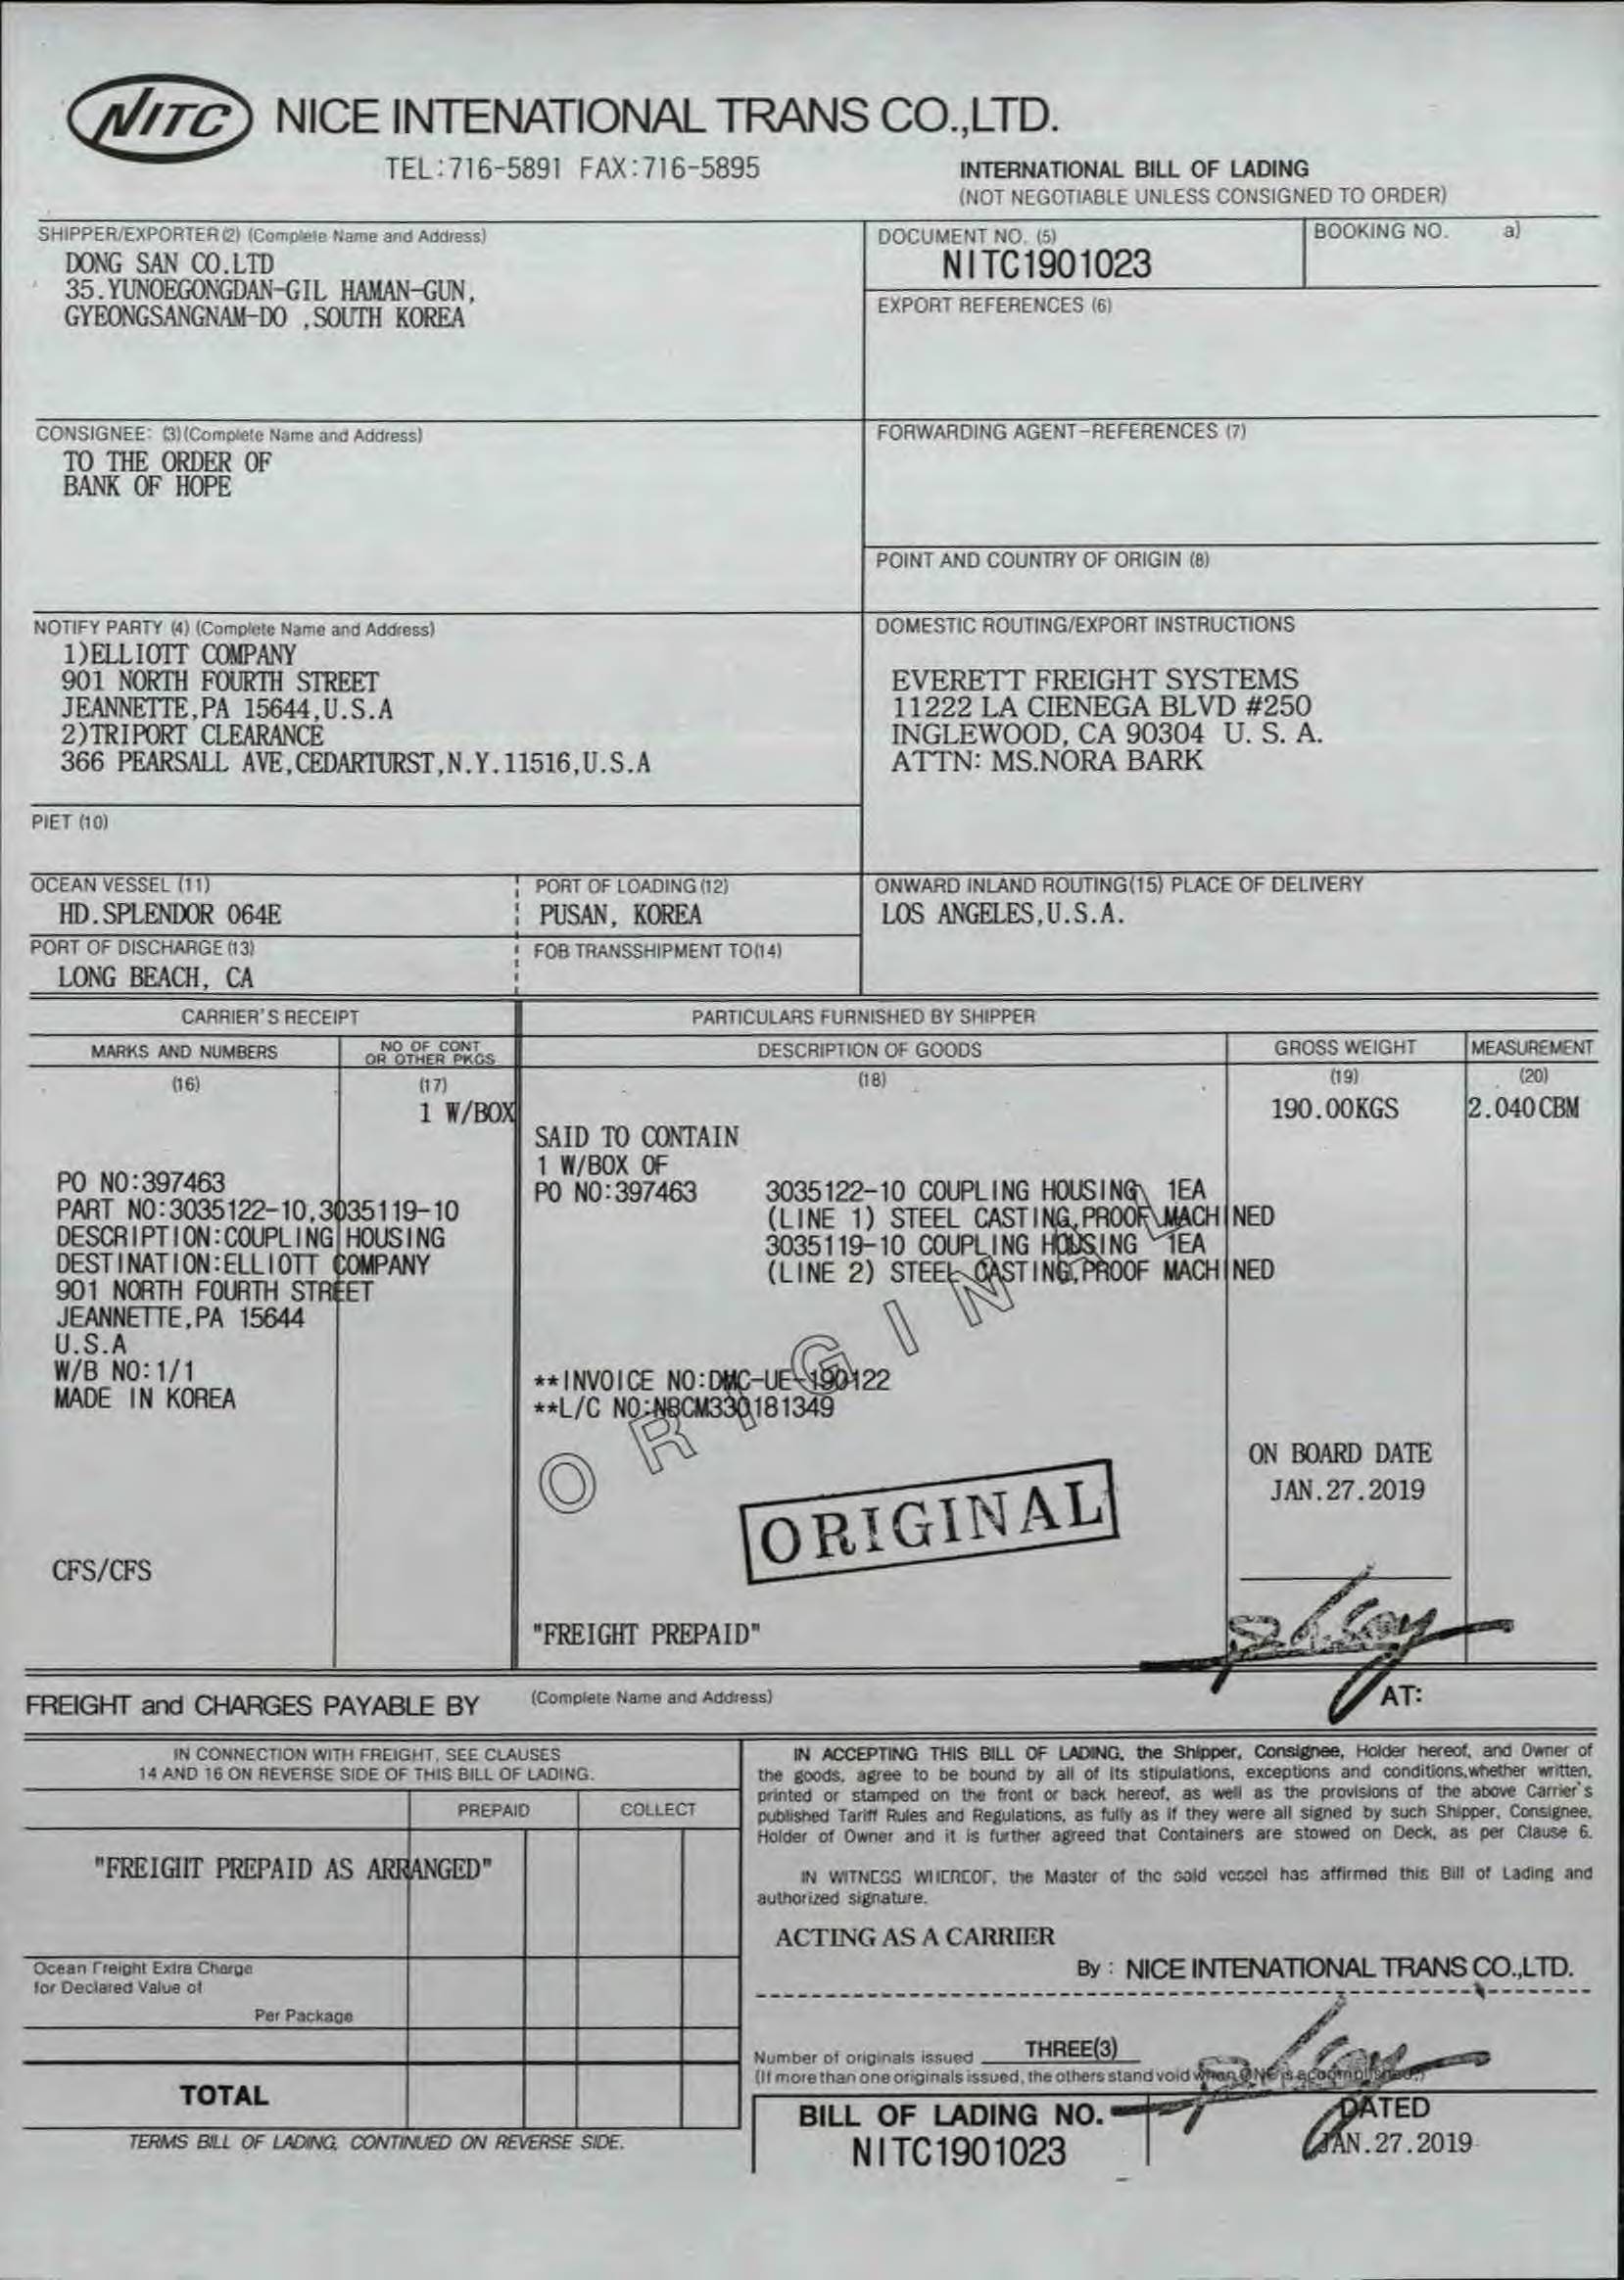 NITC NICE INTENATIONAL TRANS CO.,LTD.
TEL:716-5891 FAX:716-5895
INTERNATIONAL BILL OF LADING
(NOT NEGOTIABLE UNLESS CONSIGNED TO ORDER)
SHIPPER/EXPORTER (2) (Complete Name and Address)
DONG SAN CO.LTD
35.YUNOEGONGDAN-GIL HAMAN-GUN,
GYEONGSANGNAM-DO ,SOUTH KOREA
DOCUMENT NO. (5)
NITC1901023
BOOKING NO. a)
EXPORT REFERENCES (6)
CONSIGNEE: (3)(Complete Name and Address)
TO THE ORDER OF
BANK OF HOPE
FORWARDING AGENT-REFERENCES (7)
POINT AND COUNTRY OF ORIGIN (8)
NOTIFY PARTY (4) (Complete Name and Address)
1)ELLIOTT COMPANY
901 NORTH FOURTH STREET
JEANNETTE,PA 15644,U.S.A
2)TRIPORT CLEARANCE
366 PEARSALL AVE,CEDARTURST,N.Y.11516,U.S.A
DOMESTIC ROUTING/EXPORT INSTRUCTIONS
EVERETT FREIGHT SYSTEMS
11222 LA CIENEGA BLVD #250
INGLEWOOD, CA 90304 U. S. A.
ATTN: MS.NORA BARK
PIET (10)
OCEAN VESSEL (11)
HD.SPLENDOR 064E
PORT OF LOADING (12)
PUSAN, KOREA
ONWARD INLAND ROUTING(15) PLACE OF DELIVERY
LOS ANGELES,U.S.A.
PORT OF DISCHARGE (13)
LONG BEACH, CA
FOB TRANSSHIPMENT TO(14)
CARRIER'S RECEIPT
PARTICULARS FURNISHED BY SHIPPER
MARKS AND NUMBERS
NO OF CONT
OR OTHER PKGS
DESCRIPTION OF GOODS
GROSS WEIGHT
MEASUREMENT
(16)
(17)
(18)
(19)
(20)
1 W/BOX
190.00KGS
2.040CBM
SAID TO CONTAIN
1 W/BOX OF
PO NO:397463 3035122-10 COUPLING HOUSING 1EA
(LINE 1) STEEL CASTING,PROOF MACHINED
3035119-10 COUPLING HOUSING 1EA
(LINE 2) STEEL CASTING,PROOF MACHINED
PO NO:397463
PART NO:3035122-10,3035119-10
DESCRIPTION:COUPLING HOUSING
DESTINATION:ELLIOTT COMPANY
901 NORTH FOURTH STREET
JEANNETTE,PA 15644
U.S.A
W/B NO:1/1
MADE IN KOREA
**INVOICE NO:DMC-UE-190122
**L/C NO:NBCM330181349
ORIGINAL
ON BOARD DATE
JAN.27.2019
ORIGINAL
CFS/CFS
"FREIGHT PREPAID"
FREIGHT and CHARGES PAYABLE BY (Complete Name and Address)
AT:
IN CONNECTION WITH FREIGHT, SEE CLAUSES
14 AND 16 ON REVERSE SIDE OF THIS BILL OF LADING.
PREPAID
COLLECT
"FREIGHT PREPAID AS ARRANGED"
Ocean Freight Extra Charge
for Declared Value of
Per Package
TOTAL
TERMS BILL OF LADING, CONTINUED ON REVERSE SIDE.
IN ACCEPTING THIS BILL OF LADING, the Shipper, Consignee, Holder hereof, and Owner of
the goods, agree to be bound by all of its stipulations, exceptions and conditions,whether written,
printed or stamped on the front or back hereof, as well as the provisions of the above Carrier's
published Tariff Rules and Regulations, as fully as if they were all signed by such Shipper, Consignee,
Holder of Owner and it is further agreed that Containers are stowed on Deck, as per Clause 6.
IN WITNESS WHEREOF, the Master of the said vessel has affirmed this Bill of Lading and
authorized signature.
ACTING AS A CARRIER
By : NICE INTENATIONAL TRANS CO.,LTD.
Number of originals issued THREE(3)
(If more than one originals issued, the others stand void when ONE is accomplished.)
BILL OF LADING NO.
NITC1901023
DATED
JAN.27.2019